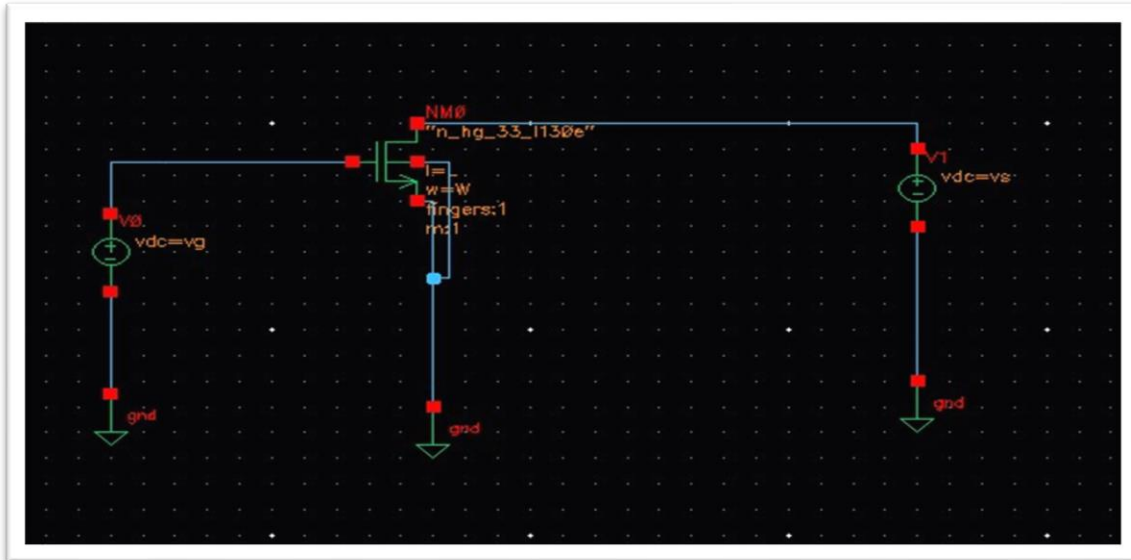 NM0
"n_hg_33_l130e"
l=_
w=W
fingers:1
m:1
V0
vdc=vg
gnd
gnd
V1
vdc=vs
gnd